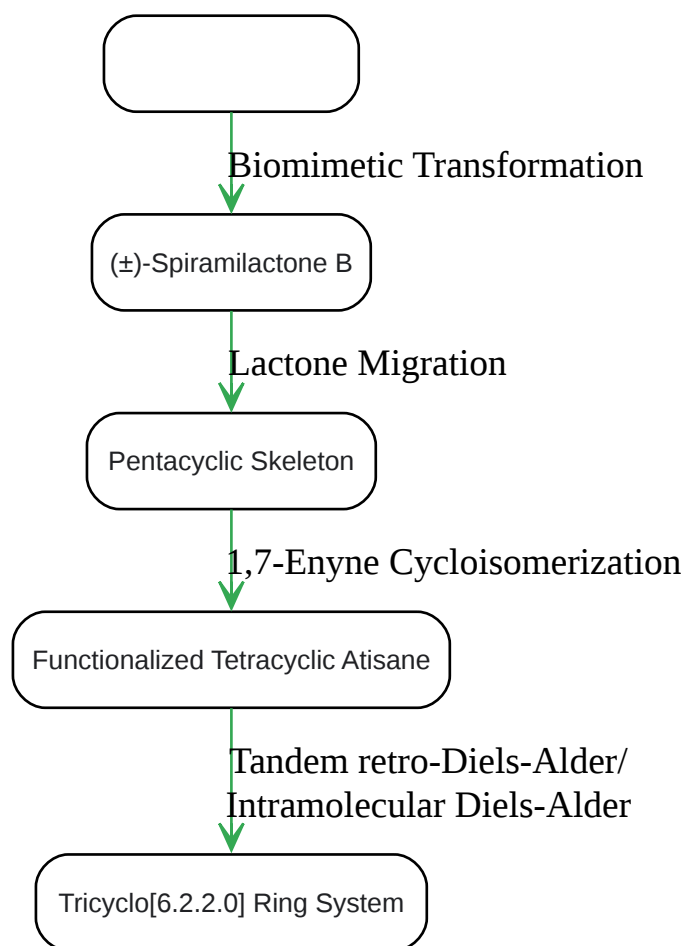 Biomimetic Transformation
(±)-Spiramilactone B
Lactone Migration
Pentacyclic Skeleton
1,7-Enyne Cycloisomerization
Functionalized Tetracyclic Atisane
Tandem retro-Diels-Alder/
Intramolecular Diels-Alder
Tricyclo[6.2.2.0] Ring System